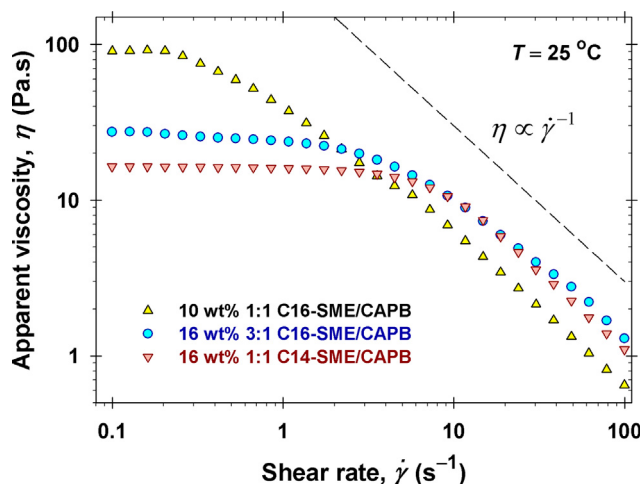 T = 25 °C
η ∝ γ̇⁻¹
Apparent viscosity, η (Pa.s)
100
10
1
10 wt% 1:1 C16-SME/CAPB
16 wt% 3:1 C16-SME/CAPB
16 wt% 1:1 C14-SME/CAPB
0.1
1
10
100
Shear rate, γ̇ (s⁻¹)